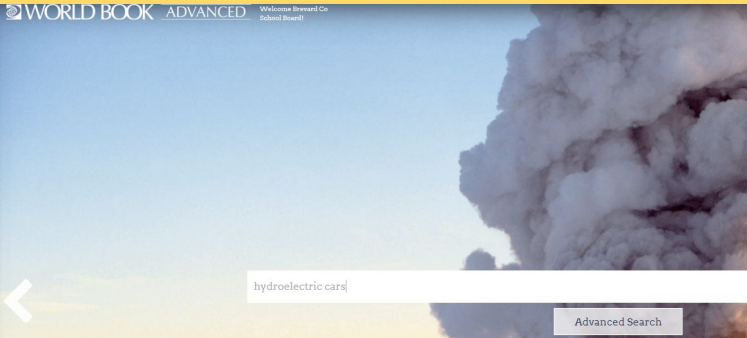 WORLD BOOK ADVANCED
Welcome Brevard Co
School Board!
hydroelectric cars
Advanced Search